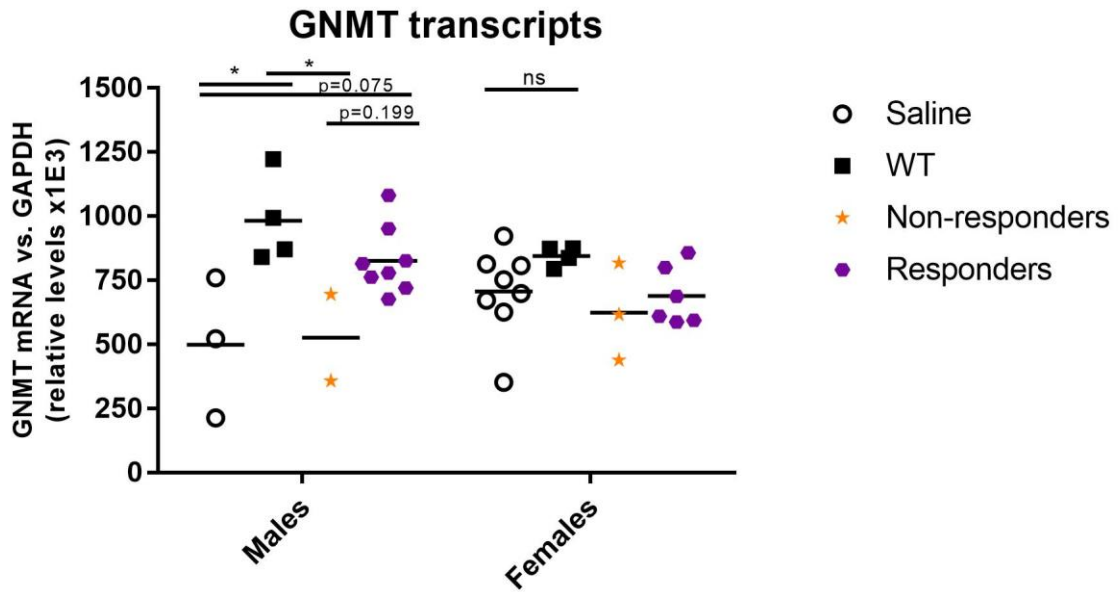 GNMT transcripts
*
*
p=0.075
p=0.199
ns
GNMT mRNA vs. GAPDH
(relative levels x1E3)
1500
1250
1000
750
500
250
0
Males
Females
Saline
WT
Non-responders
Responders